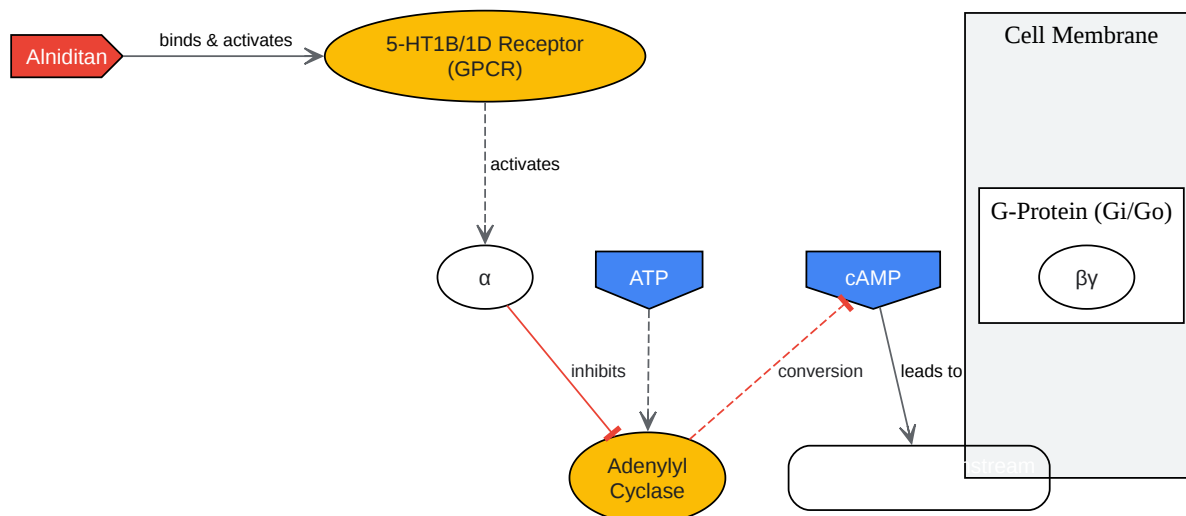 Cell Membrane
Alniditan
binds & activates
5-HT1B/1D Receptor
(GPCR)
activates
G-Protein (Gi/Go)
α
ATP
cAMP
βγ
inhibits
conversion
leads to
Adenylyl
Cyclase